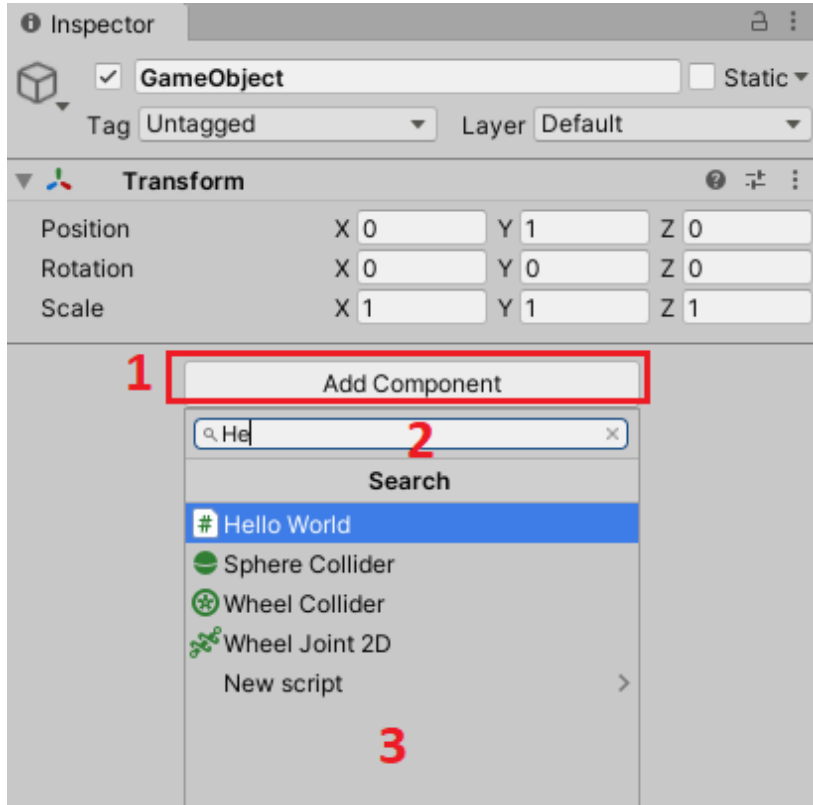 Inspector
GameObject Static
Tag Untagged Layer Default
Transform
Position X 0 Y 1 Z 0
Rotation X 0 Y 0 Z 0
Scale X 1 Y 1 Z 1
1 Add Component
He 2
Search
# Hello World
Sphere Collider
Wheel Collider
Wheel Joint 2D
New script
3